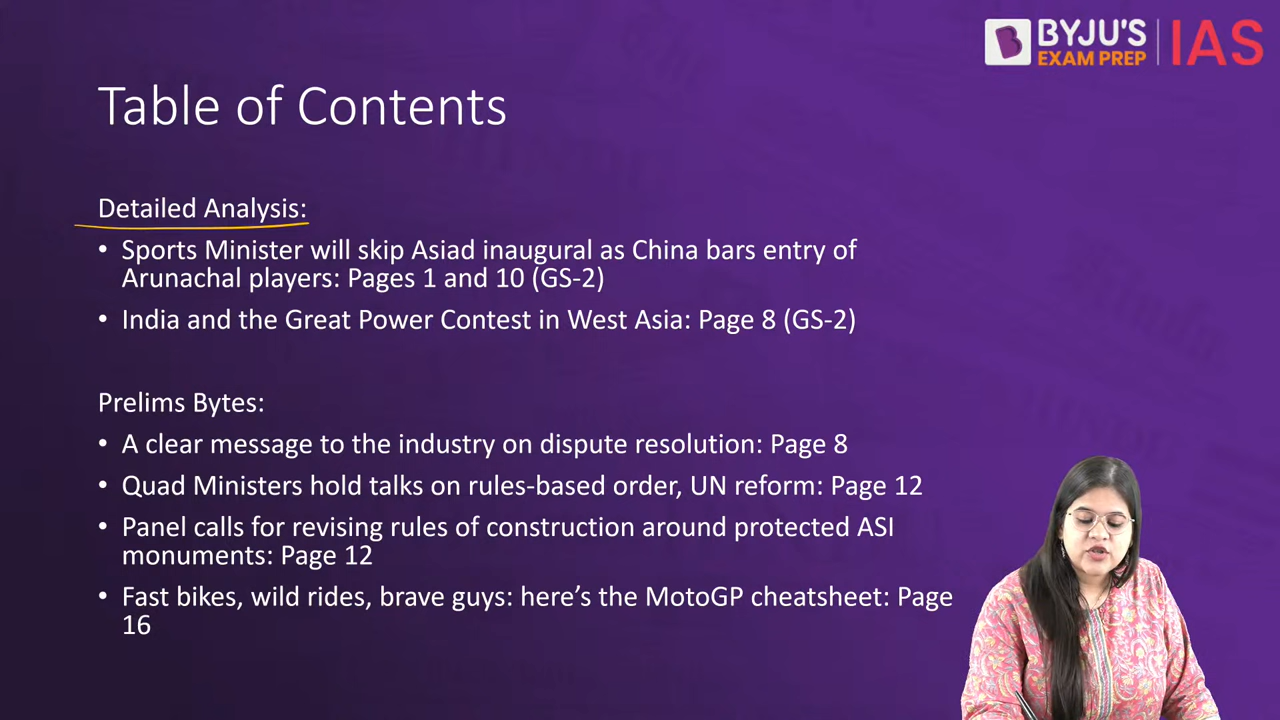 BYJU'S
EXAM PREP
IAS
Table of Contents
Detailed Analysis:
• Sports Minister will skip Asiad inaugural as China bars entry of
Arunachal players: Pages 1 and 10 (GS-2)
• India and the Great Power Contest in West Asia: Page 8 (GS-2)
Prelims Bytes:
• A clear message to the industry on dispute resolution: Page 8
• Quad Ministers hold talks on rules-based order, UN reform: Page 12
• Panel calls for revising rules of construction around protected ASI
monuments: Page 12
• Fast bikes, wild rides, brave guys: here’s the MotoGP cheatsheet: Page
16